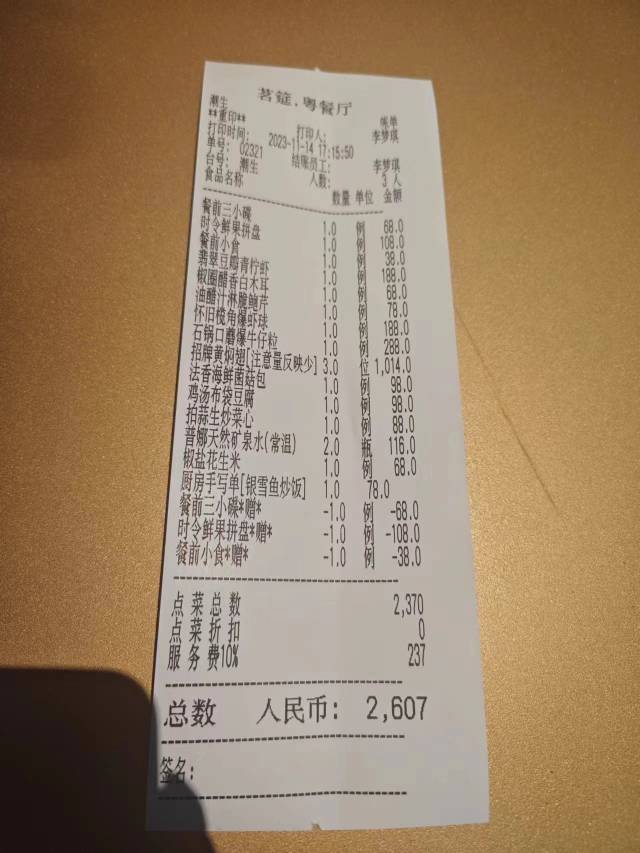 茗筵.粤餐厅
潮生 账单
**重印** 打印人: 李梦琪
打印时间: 2023-11-14 17:15:50
单号: 02321 结账员工: 李梦琪
台号: 潮生 人数: 3 人
食品名称 数量 单位 金额
餐前三小碟 1.0 例 68.0
时令鲜果拼盘 1.0 例 108.0
餐前小食 1.0 例 38.0
翡翠豆瓣青柠虾 1.0 例 188.0
椒圈醋香白木耳 1.0 例 68.0
油醋汁淋脆鲍芹 1.0 例 78.0
怀旧榄角爆虾球 1.0 例 188.0
石锅口蘑爆牛仔粒 1.0 例 288.0
招牌黄焖翅[注意量反映少] 3.0 位 1,014.0
法香海鲜菌菇包 1.0 例 98.0
鸡汤布袋豆腐 1.0 例 98.0
拍蒜生炒菜心 1.0 例 88.0
普娜天然矿泉水(常温) 2.0 瓶 116.0
椒盐花生米 1.0 例 68.0
厨房手写单[银雪鱼炒饭] 1.0 78.0
餐前三小碟*赠* -1.0 例 -68.0
时令鲜果拼盘*赠* -1.0 例 -108.0
餐前小食*赠* -1.0 例 -38.0
点菜总数 2,370
点菜折扣 0
服务费10% 237
总数 人民币: 2,607
签名: